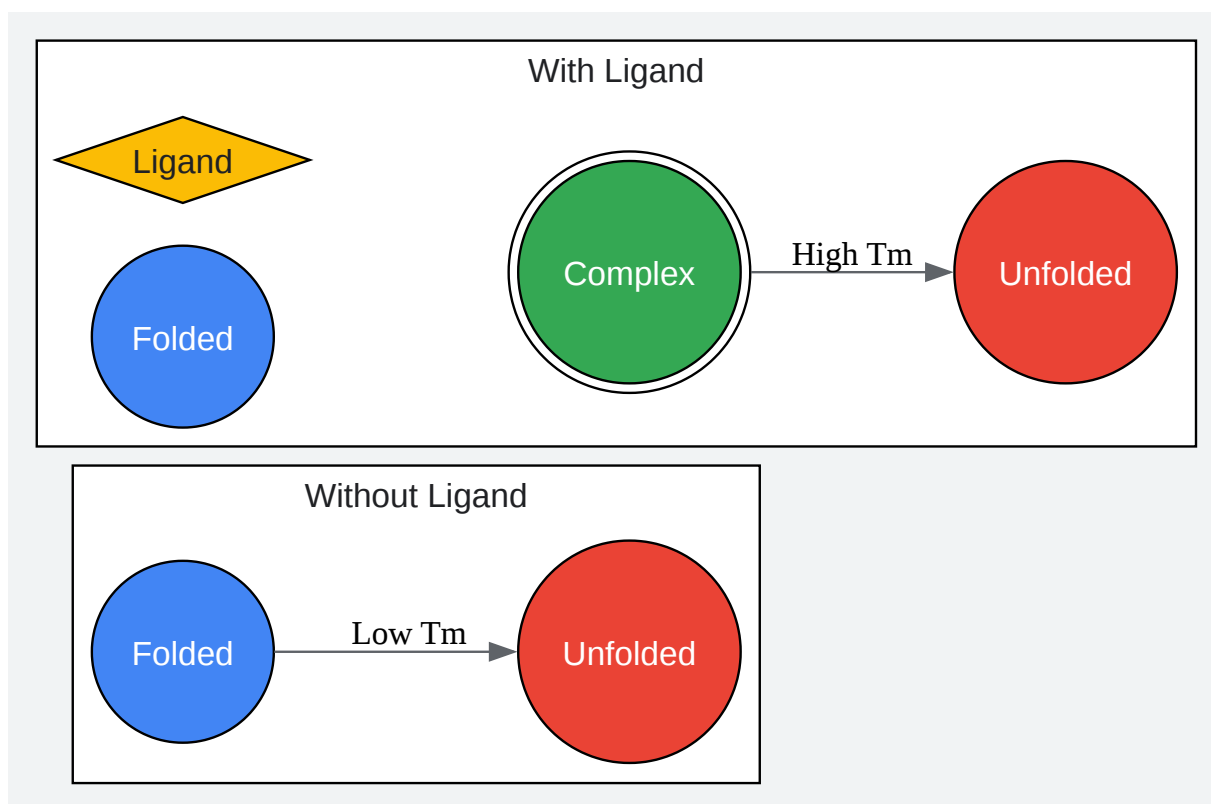 With Ligand
Ligand
Folded
Complex
High Tm
Unfolded
Without Ligand
Folded
Low Tm
Unfolded